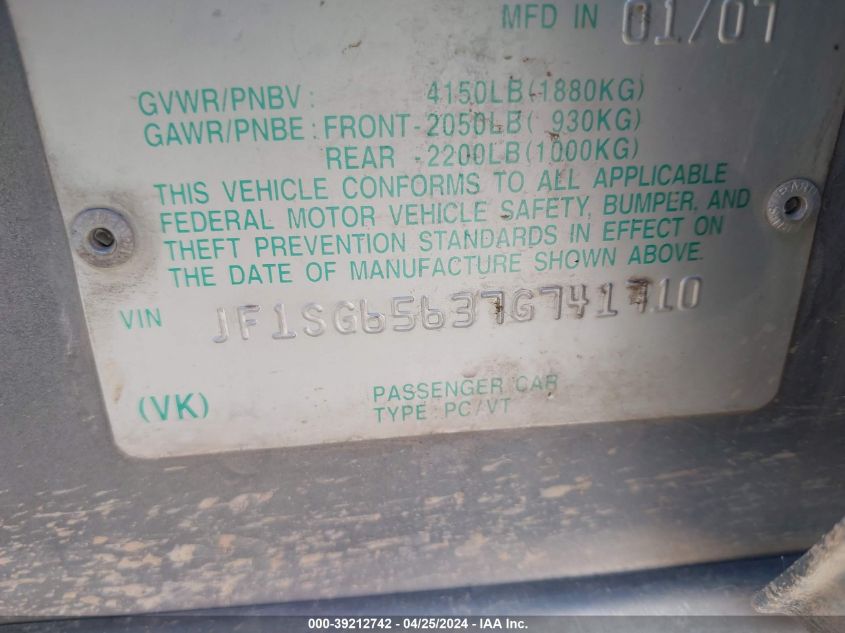 MFD IN 01/07
GVWR/PNBV: 4150LB(1880KG)
GAWR/PNBE: FRONT-2050LB( 930KG)
REAR -2200LB(1000KG)
THIS VEHICLE CONFORMS TO ALL APPLICABLE
FEDERAL MOTOR VEHICLE SAFETY, BUMPER, AND
THEFT PREVENTION STANDARDS IN EFFECT ON
THE DATE OF MANUFACTURE SHOWN ABOVE.
VIN JF1SG65637G741710
(VK)
PASSENGER CAR
TYPE PC/VT
000-39212742 - 04/25/2024 - IAA Inc.